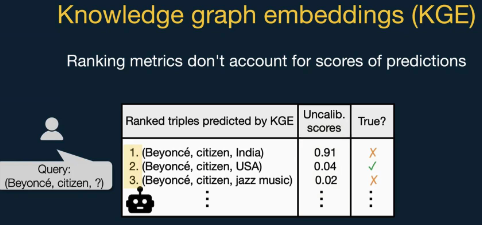 Knowledge graph embeddings (KGE)
Ranking metrics don't account for scores of predictions
Ranked triples predicted by KGE
Uncalib.
scores
True?
1. (Beyoncé, citizen, India) 0.91 ✗
2. (Beyoncé, citizen, USA) 0.04 ✓
3. (Beyoncé, citizen, jazz music) 0.02 ✗
Query:
(Beyoncé, citizen, ?)